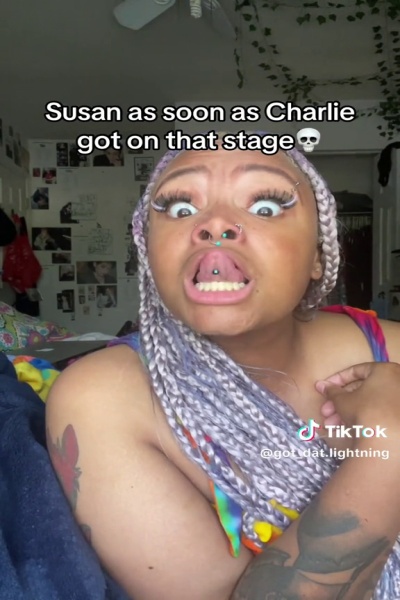 Susan as soon as Charlie
got on that stage💀
TikTok
@got.dat.lightning